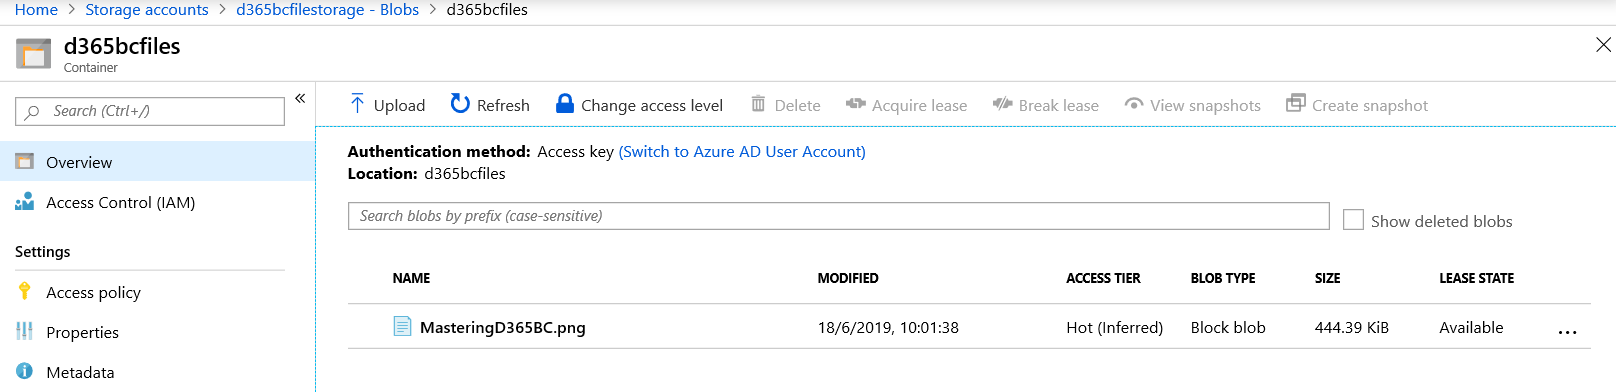 Home > Storage accounts > d365bcfilestorage - Blobs > d365bcfiles
d365bcfiles
Container
Search (Ctrl+/)
«
Upload Refresh Change access level Delete Acquire lease Break lease View snapshots Create snapshot
Overview
Access Control (IAM)
Settings
Access policy
Properties
Metadata
Authentication method: Access key (Switch to Azure AD User Account)
Location: d365bcfiles
Search blobs by prefix (case-sensitive)
Show deleted blobs
NAME MODIFIED ACCESS TIER BLOB TYPE SIZE LEASE STATE
MasteringD365BC.png 18/6/2019, 10:01:38 Hot (Inferred) Block blob 444.39 KiB Available ...